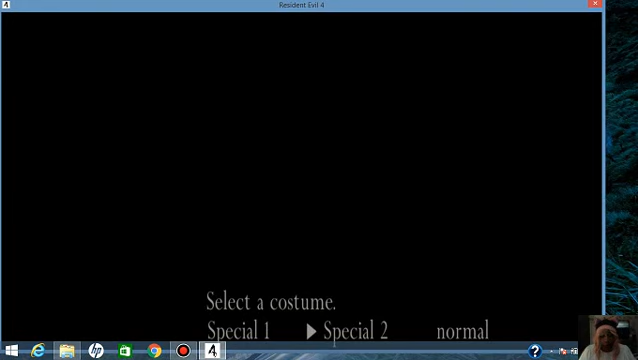 Resident Evil 4
Select a costume.
Special 1 Special 2 normal